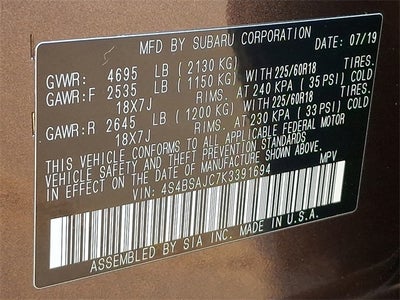 MFD BY SUBARU CORPORATION DATE: 07/19
GVWR: 4695 LB (2130 KG)
GAWR:F 2535 LB (1150 KG) WITH 225/60R18 TIRES.
18X7J RIMS. AT 240 KPA (35 PSI) COLD
GAWR:R 2645 LB (1200 KG) WITH 225/60R18 TIRES.
18X7J RIMS. AT 230 KPA (33 PSI) COLD
THIS VEHICLE CONFORMS TO ALL APPLICABLE FEDERAL MOTOR
VEHICLE SAFETY AND THEFT PREVENTION STANDARDS
IN EFFECT ON THE DATE OF MANUFACTURE SHOWN ABOVE.
VIN: 4S4BSAJC7K3391694 MPV
ASSEMBLED BY SIA INC. MADE IN U.S.A.